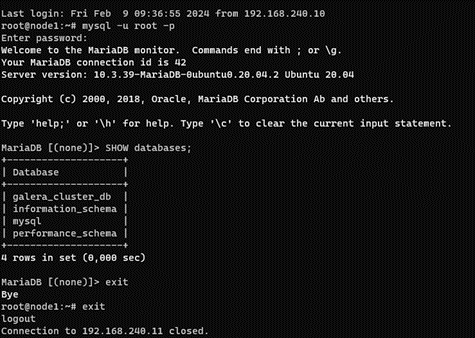 Last login: Fri Feb  9 09:36:55 2024 from 192.168.240.10
root@node1:~# mysql -u root -p
Enter password:
Welcome to the MariaDB monitor.  Commands end with ; or \g.
Your MariaDB connection id is 42
Server version: 10.3.39-MariaDB-0ubuntu0.20.04.2 Ubuntu 20.04

Copyright (c) 2000, 2018, Oracle, MariaDB Corporation Ab and others.

Type 'help;' or '\h' for help. Type '\c' to clear the current input statement.

MariaDB [(none)]> SHOW databases;
+--------------------+
| Database           |
+--------------------+
| galera_cluster_db  |
| information_schema |
| mysql              |
| performance_schema |
+--------------------+
4 rows in set (0,000 sec)

MariaDB [(none)]> exit
Bye
root@node1:~# exit
logout
Connection to 192.168.240.11 closed.